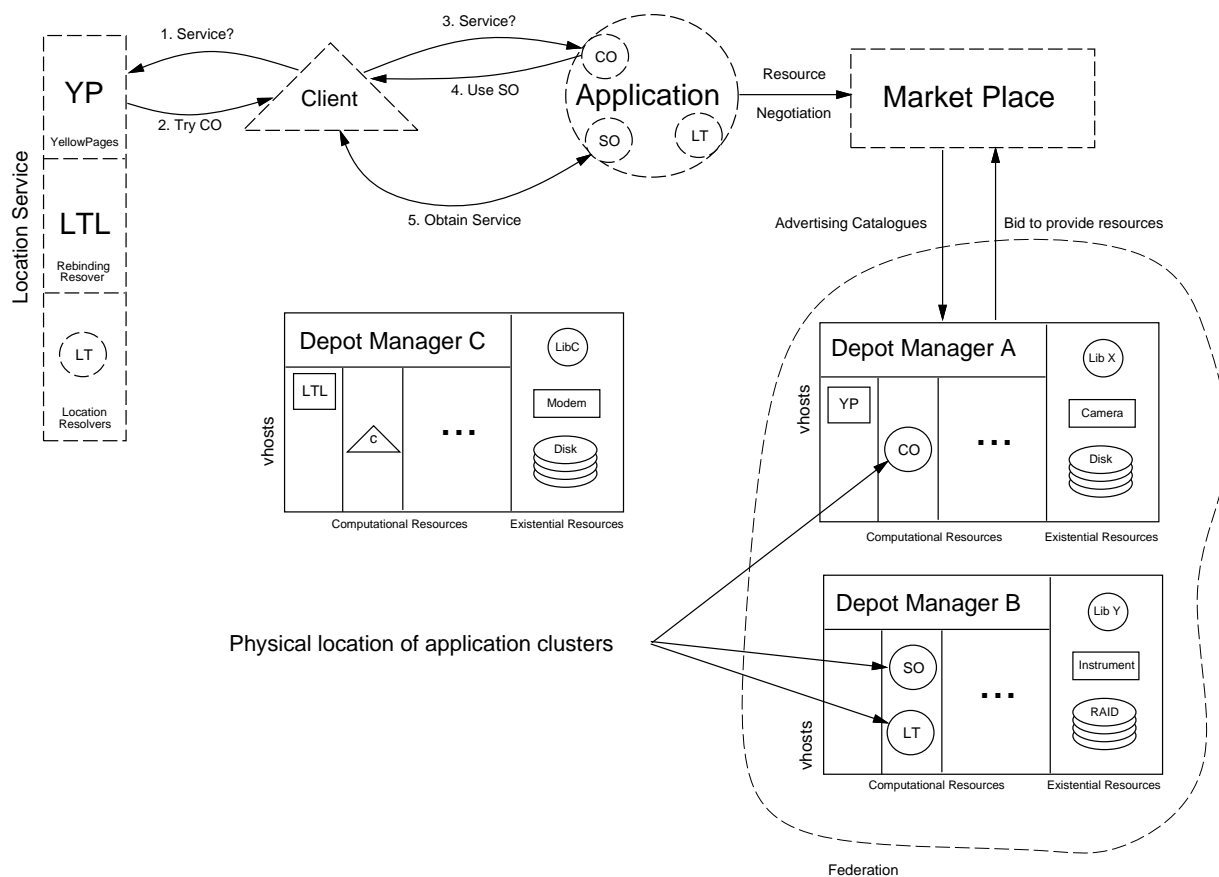 1. Service?
2. Try CO
3. Service?
4. Use SO
5. Obtain Service
YP
YellowPages
LTL
Rebinding
Resover
LT
Location
Resolvers
Location Service
Client
CO
Application
SO
LT
Resource
Negotiation
Market Place
Advertising Catalogues
Bid to provide resources
Depot Manager C
LTL
c
...
LibC
Modem
Disk
vhosts
Computational Resources
Existential Resources
Depot Manager A
YP
CO
...
Lib X
Camera
Disk
vhosts
Computational Resources
Existential Resources
Physical location of application clusters
Depot Manager B
SO
LT
...
Lib Y
Instrument
RAID
vhosts
Computational Resources
Existential Resources
Federation